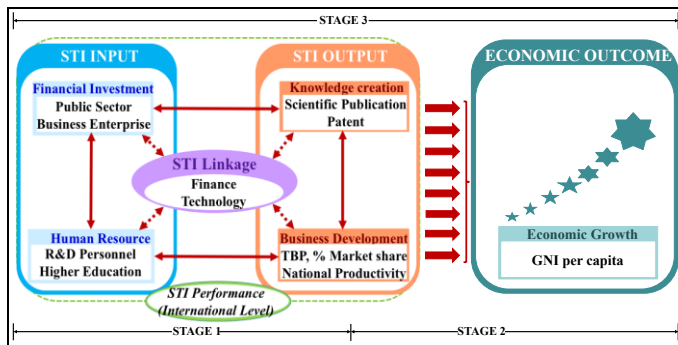 STAGE 3
STI INPUT
Financial Investment
Public Sector
Business Enterprise
Human Resource
R&D Personnel
Higher Education
STI Linkage
Finance
Technology
STI OUTPUT
Knowledge creation
Scientific Publication
Patent
Business Development
TBP, % Market share
National Productivity
STI Performance
(International Level)
ECONOMIC OUTCOME
Economic Growth
GNI per capita
STAGE 1
STAGE 2